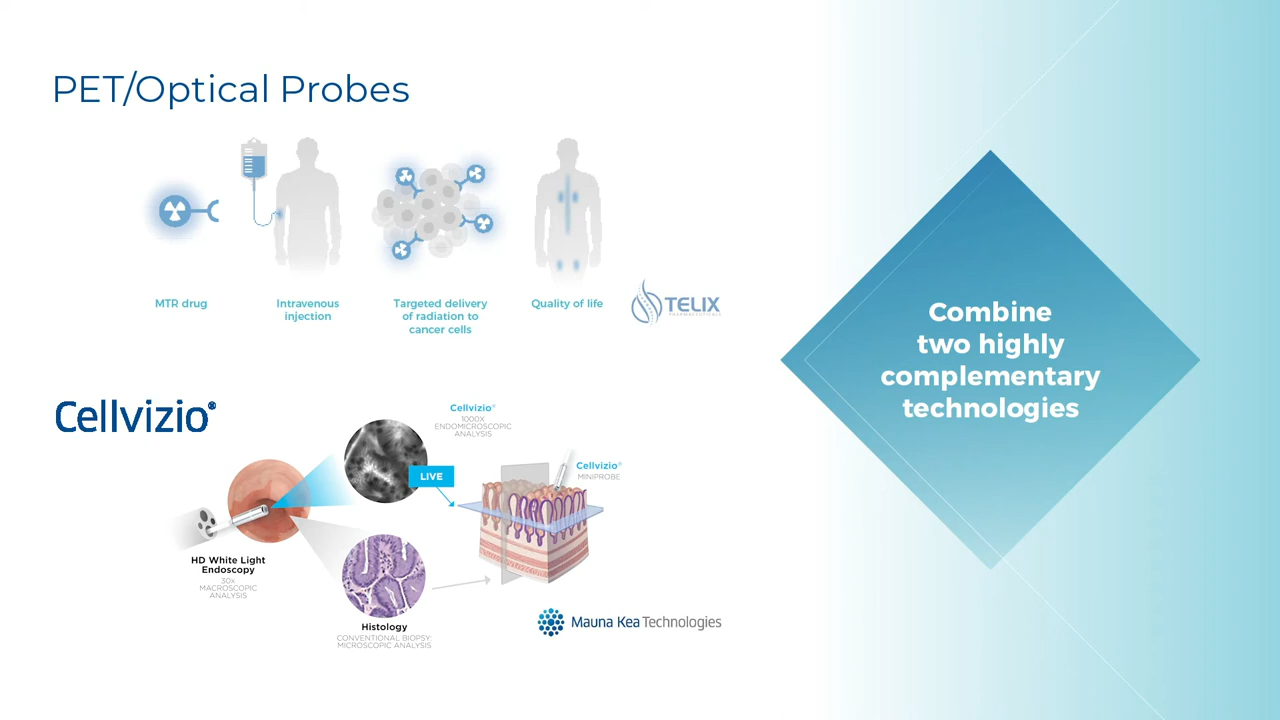 PET/Optical Probes
MTR drug
Intravenous
injection
Targeted delivery
of radiation to
cancer cells
Quality of life
TELIX
PHARMACEUTICALS
Combine
two highly
complementary
technologies
Cellvizio®
Cellvizio®
1000X
ENDOMICROSCOPIC
ANALYSIS
LIVE
Cellvizio®
MINIPROBE
HD White Light
Endoscopy
30x
MACROSCOPIC
ANALYSIS
Histology
CONVENTIONAL BIOPSY:
MICROSCOPIC ANALYSIS
Mauna Kea Technologies